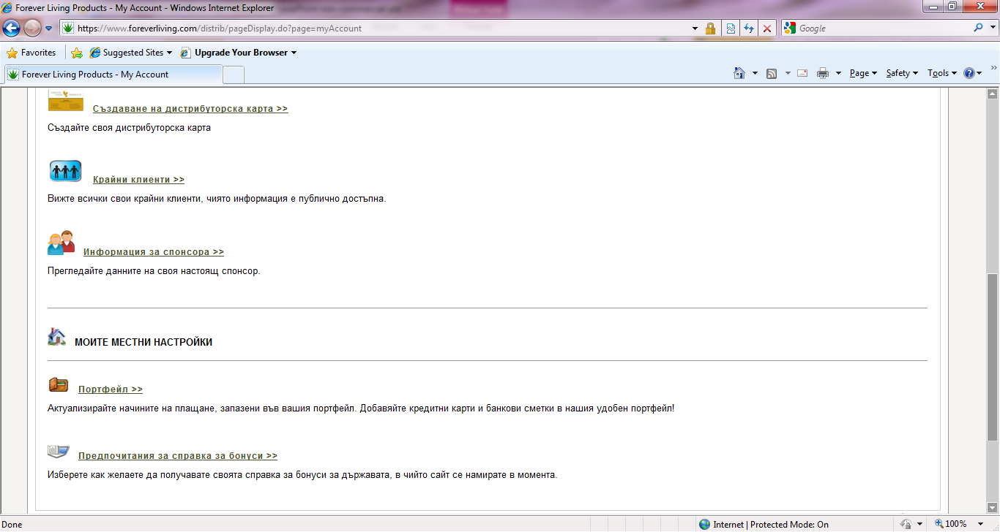 Forever Living Products - My Account - Windows Internet Explorer
https://www.foreverliving.com/distrib/pageDisplay.do?page=myAccount
Google
Favorites
Suggested Sites
Upgrade Your Browser
Forever Living Products - My Account
Page
Safety
Tools
Създаване на дистрибуторска карта >>
Създайте своя дистрибуторска карта
Крайни клиенти >>
Вижте всички свои крайни клиенти, чиято информация е публично достъпна.
Информация за спонсора >>
Прегледайте данните на своя настоящ спонсор.
МОИТЕ МЕСТНИ НАСТРОЙКИ
Портфейл >>
Актуализирайте начините на плащане, запазени във вашия портфейл. Добавяйте кредитни карти и банкови сметки в нашия удобен портфейл!
Предпочитания за справка за бонуси >>
Изберете как желаете да получавате своята справка за бонуси за държавата, в чийто сайт се намирате в момента.
Done
Internet | Protected Mode: On
100%